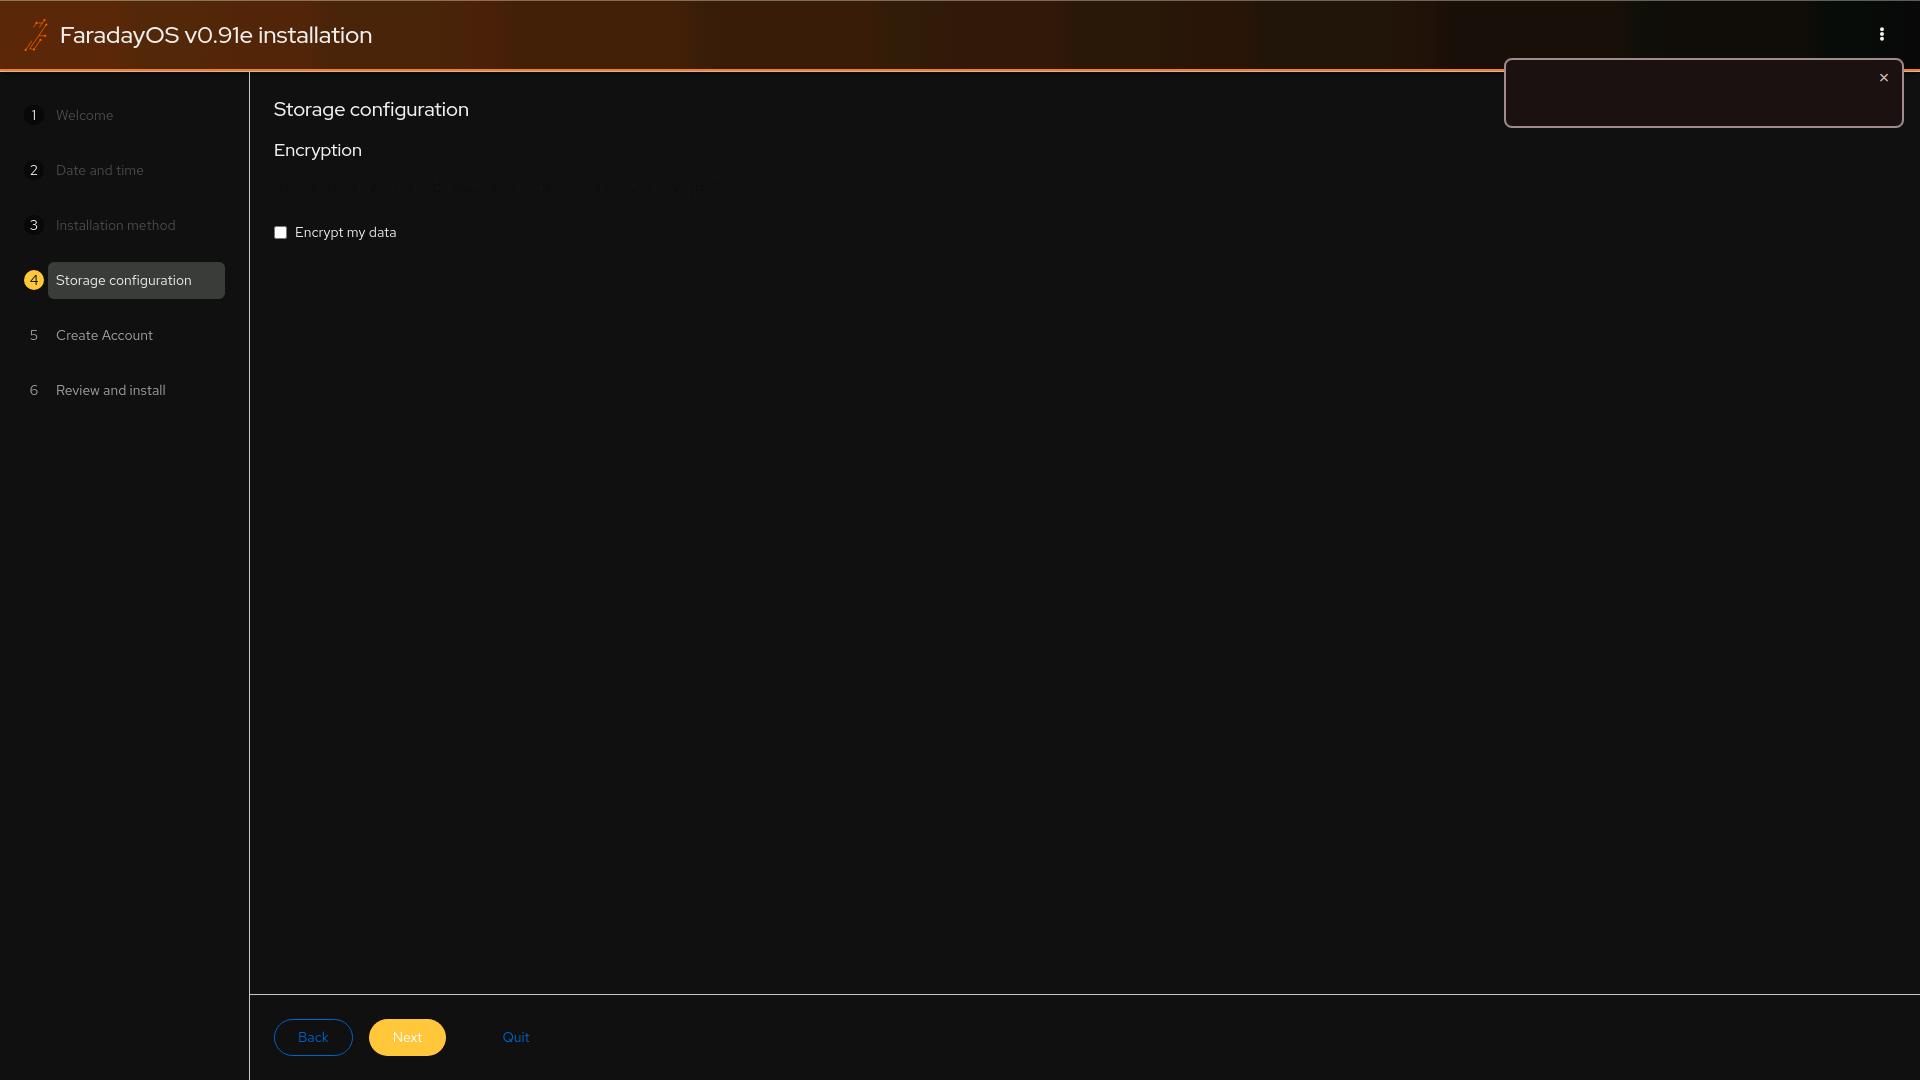 FaradayOS v0.91e installation
1 Welcome
2 Date and time
3 Installation method
4 Storage configuration
5 Create Account
6 Review and install
Storage configuration
Encryption
Encrypt my data
Back Next Quit